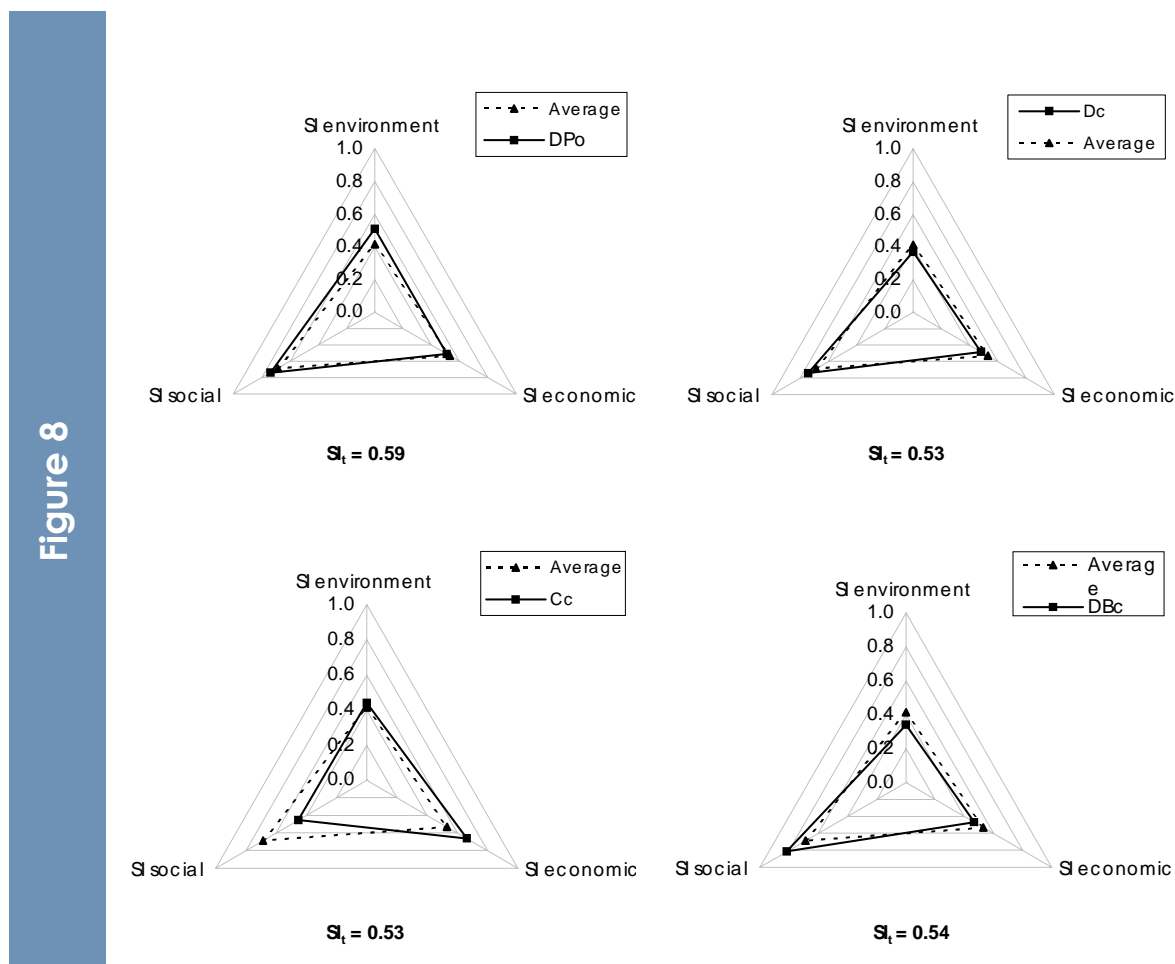 Figure 8
Average
DPo
SI environment
1.0
0.8
0.6
0.4
0.2
0.0
SI social
SI economic
SIt = 0.59
Dc
Average
SI environment
1.0
0.8
0.6
0.4
0.2
0.0
SI social
SI economic
SIt = 0.53
Average
Cc
SI environment
1.0
0.8
0.6
0.4
0.2
0.0
SI social
SI economic
SIt = 0.53
Averag
e
DBc
SI environment
1.0
0.8
0.6
0.4
0.2
0.0
SI social
SI economic
SIt = 0.54